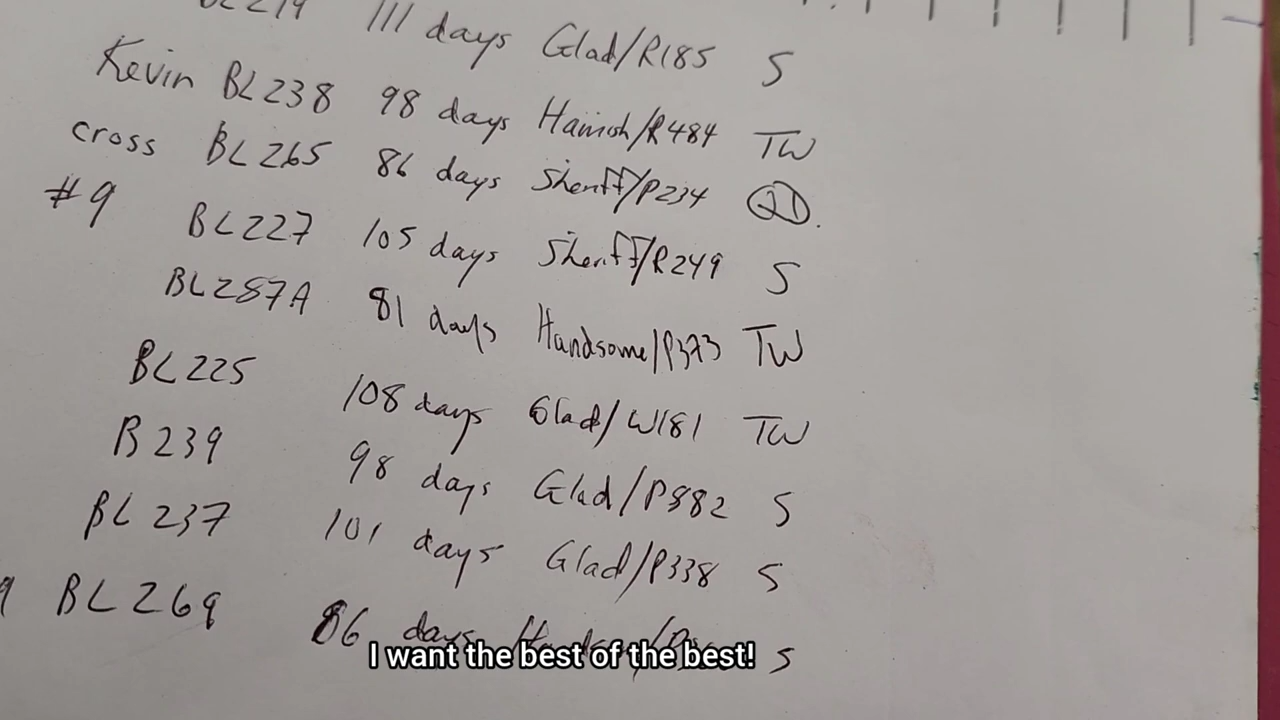 111 days Glad/R185 S
Kevin BL238 98 days Hamish/R484 TW
cross BL265 86 days Sheriff/P234
#9 BL227 105 days Sheriff/R249 S
BL287A 81 days Handsome/P373 TW
BL225 108 days Glad/W181 TW
B239 98 days Glad/P882 S
BL237 101 days Glad/P338 S
BL269 86 days S
I want the best of the best!